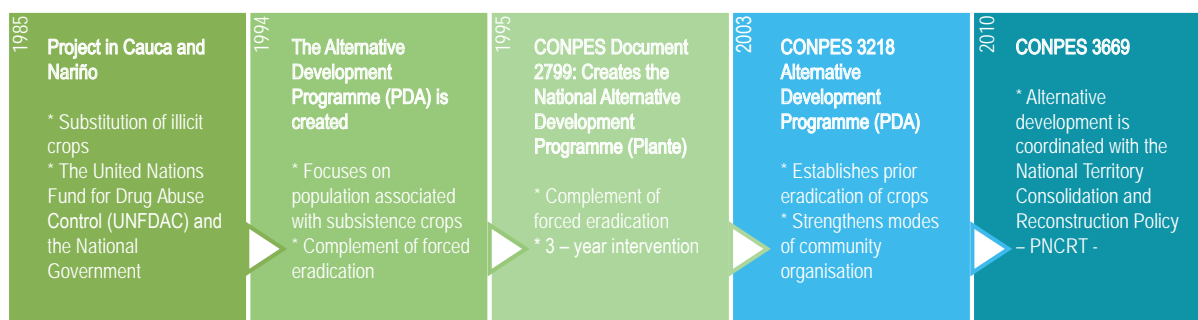 1985
Project in Cauca and
Nariño
* Substitution of illicit
crops
* The United Nations
Fund for Drug Abuse
Control (UNFDAC) and
the National
Government
1994
The Alternative
Development
Programme (PDA) is
created
* Focuses on
population associated
with subsistence crops
* Complement of forced
eradication
1995
CONPES Document
2799: Creates the
National Alternative
Development
Programme (Plante)
* Complement of
forced eradication
* 3 – year intervention
2003
CONPES 3218
Alternative
Development
Programme (PDA)
* Establishes prior
eradication of crops
* Strengthens modes
of community
organisation
2010
CONPES 3669
* Alternative
development is
coordinated with the
National Territory
Consolidation and
Reconstruction Policy
– PNCRT -